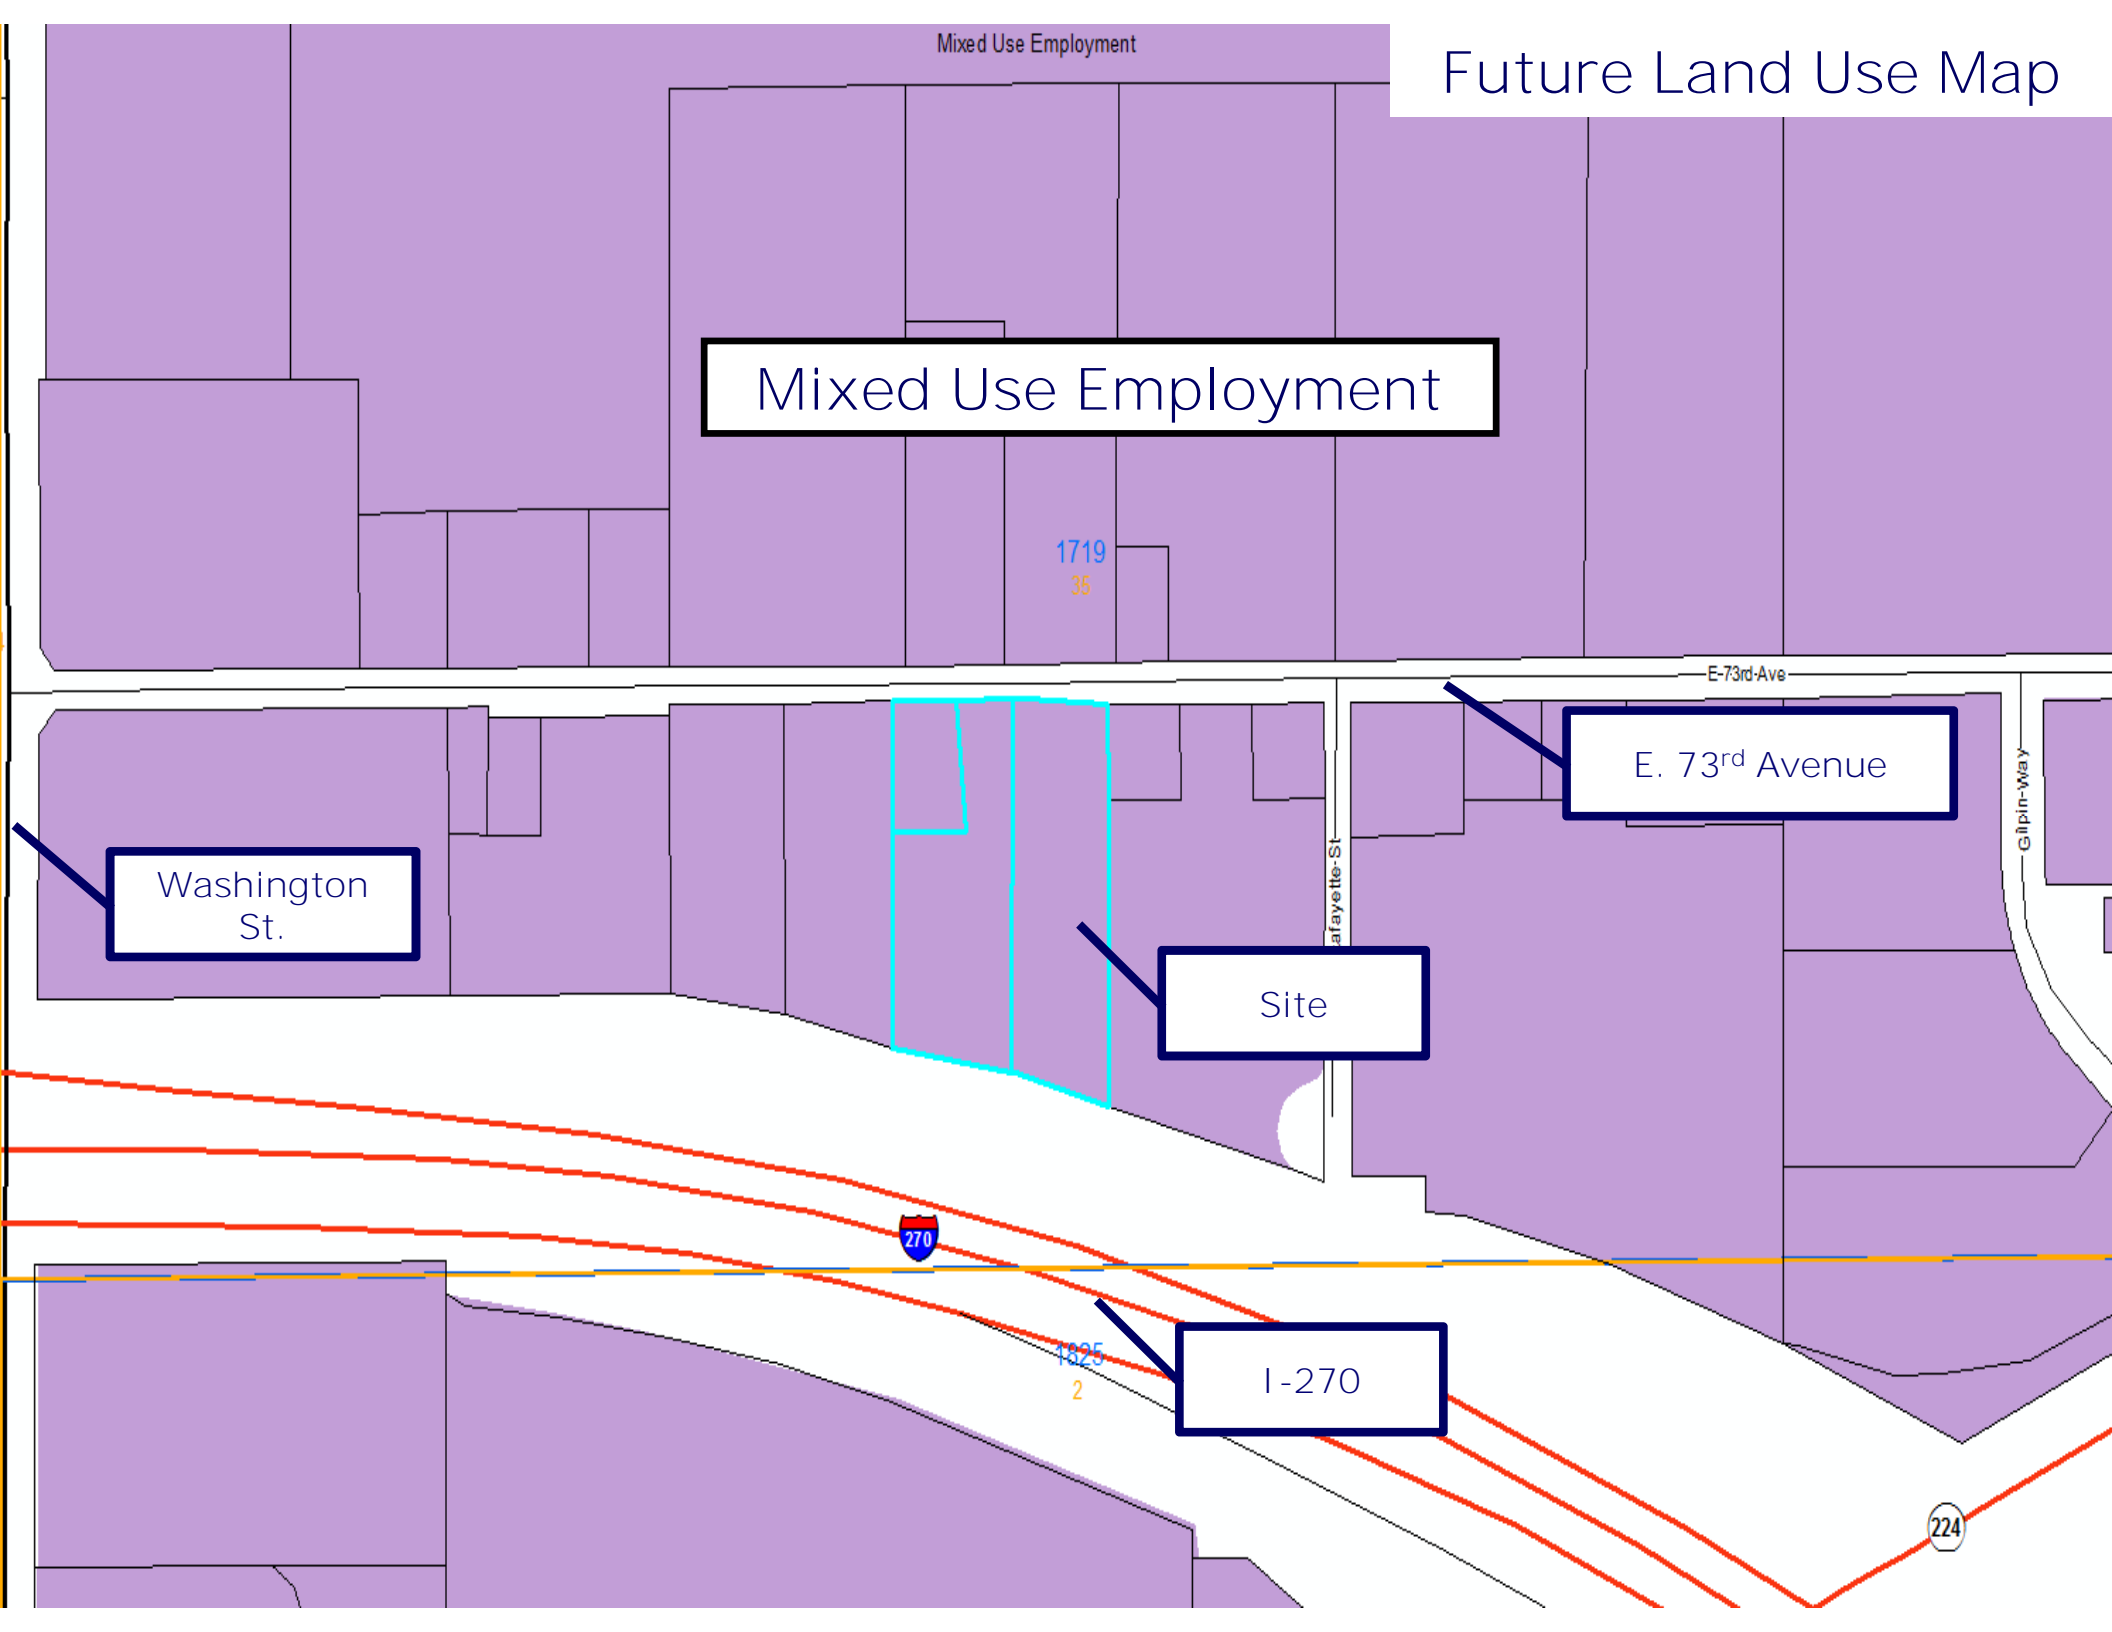 Mixed Use Employment
Future Land Use Map
Mixed Use Employment
1719
35
E-73rd-Ave
E. 73rd Avenue
Gilpin-Way
Washington
St.
afayette-St
Site
270
1825
2
I-270
224